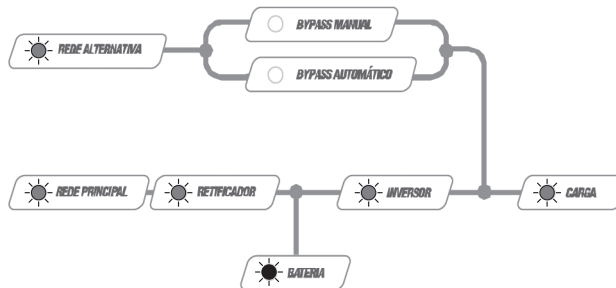 BYPASS MANUAL
REDE ALTERNATIVA
BYPASS AUTOMÁTICO
REDE PRINCIPAL
RETIFICADOR
INVERSOR
CARGA
BATERIA